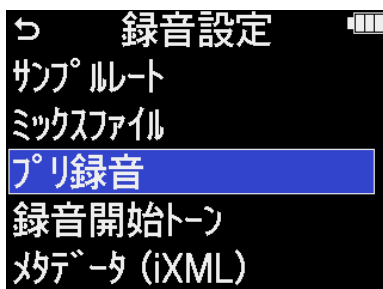 録音設定
サンプルレート
ミックスファイル
プリ録音
録音開始トーン
メタデータ (iXML)